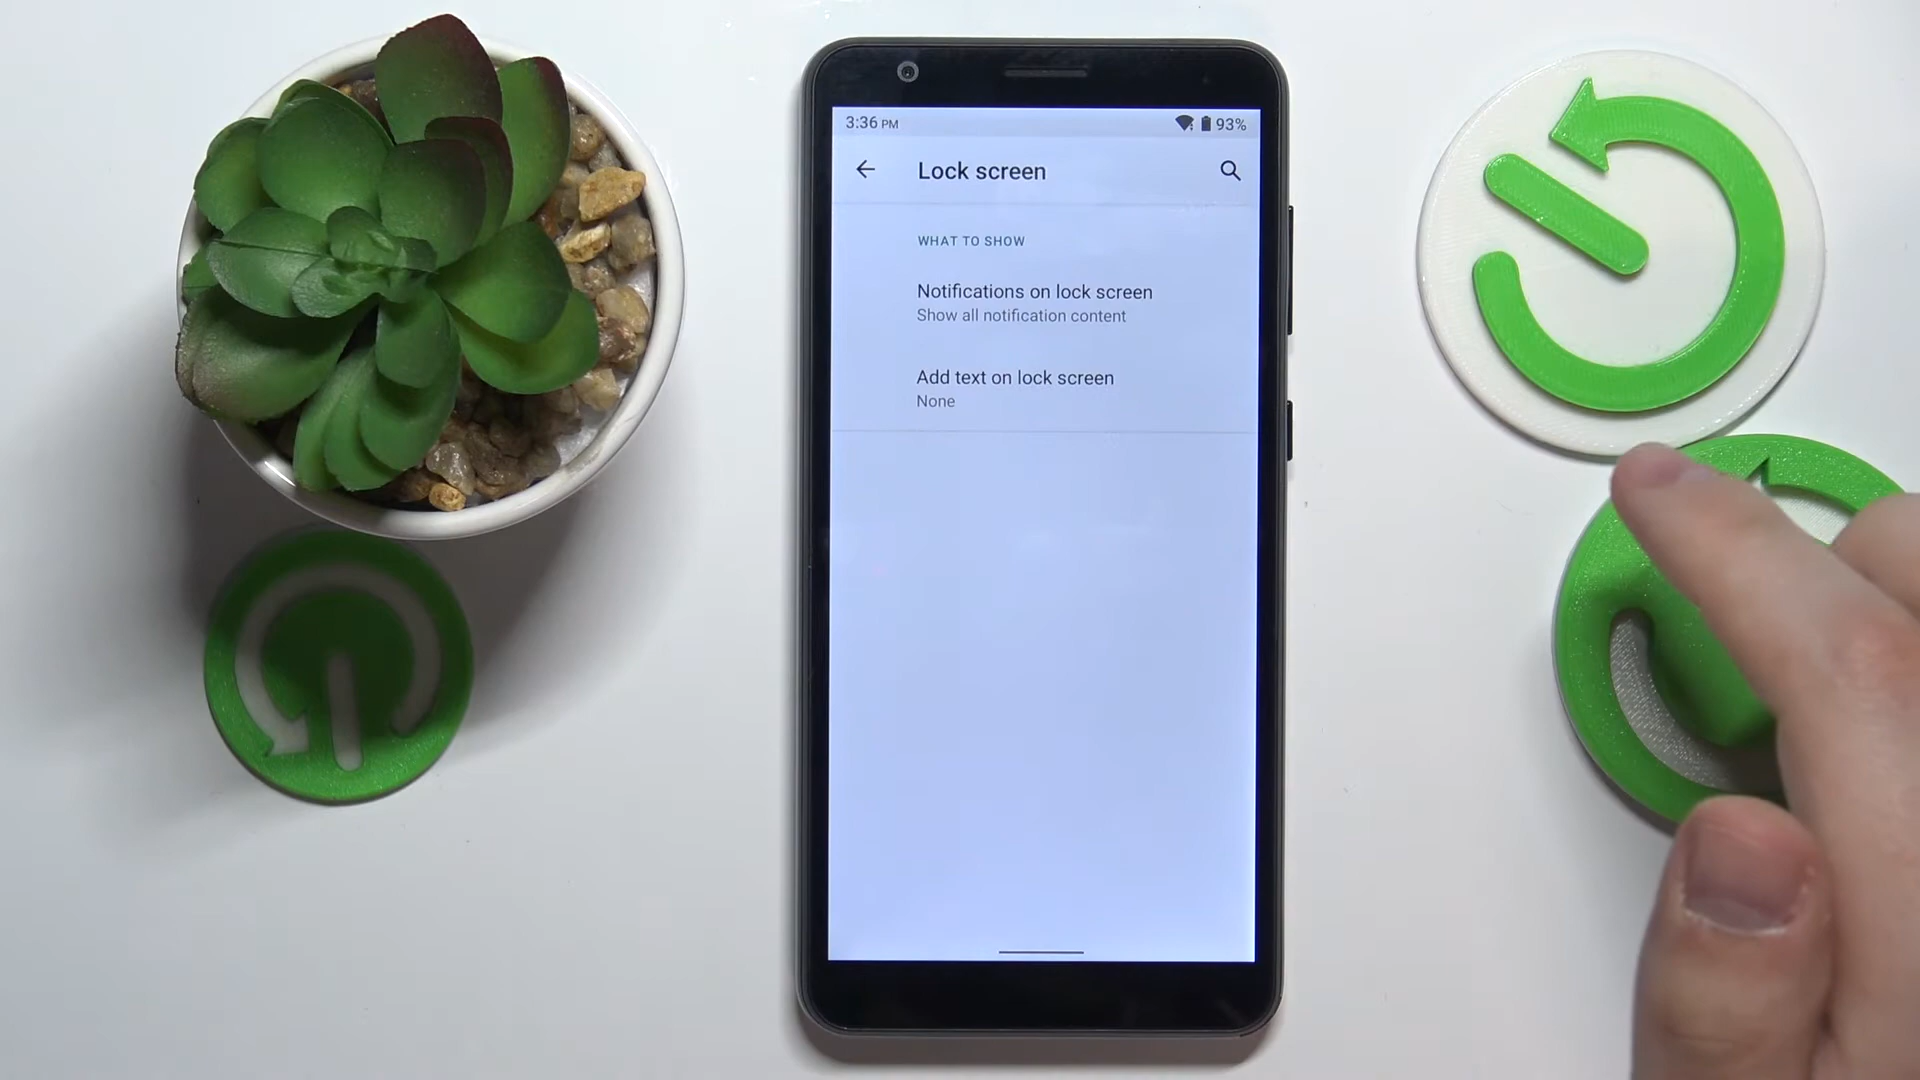 3:36 PM
93%
Lock screen
WHAT TO SHOW
Notifications on lock screen
Show all notification content
Add text on lock screen
None